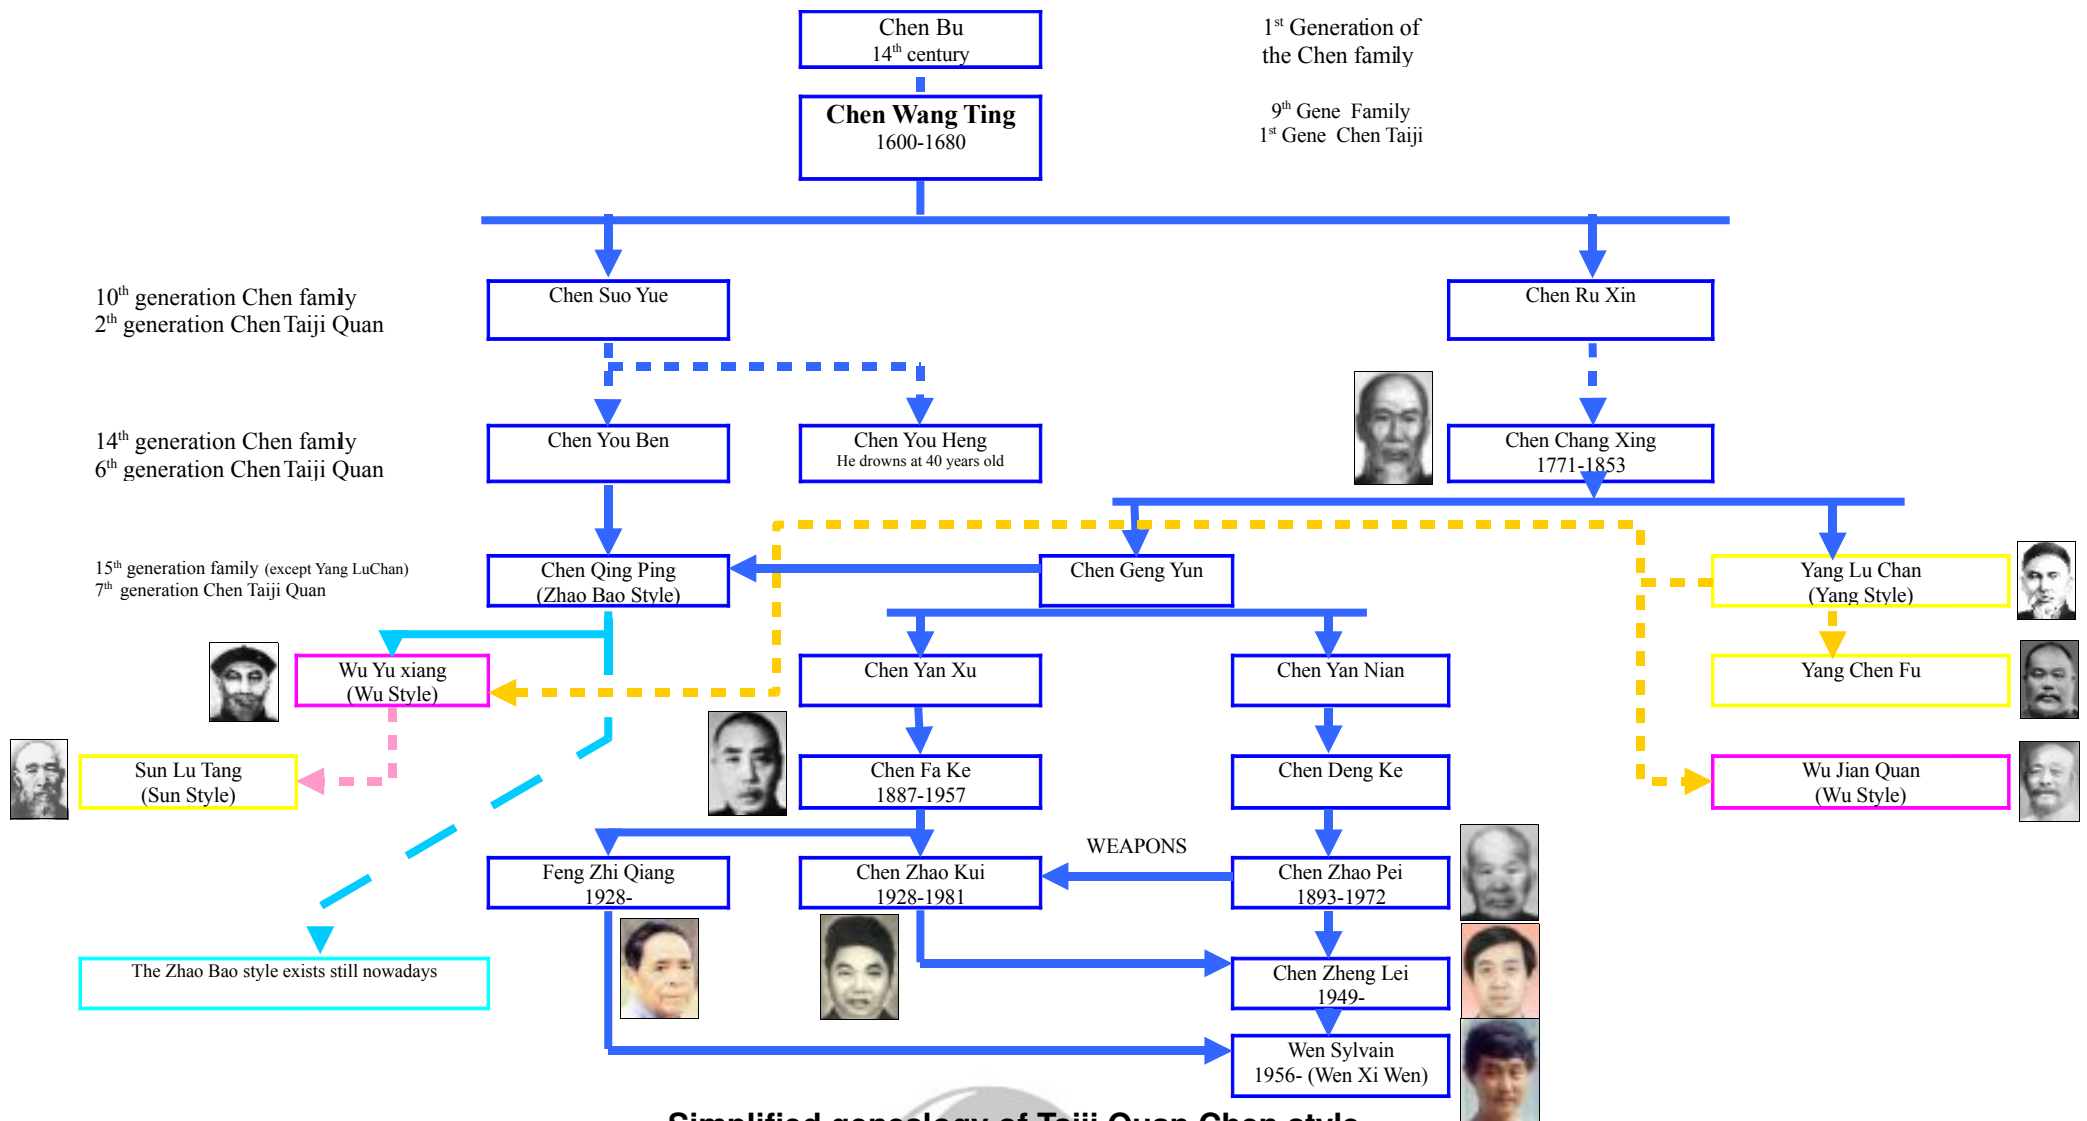 Chen Bu
14th century
1st Generation of
the Chen family
Chen Wang Ting
1600-1680
9th Gene Family
1st Gene Chen Taiji
10th generation Chen family
2th generation Chen Taiji Quan
Chen Suo Yue
Chen Ru Xin
14th generation Chen family
6th generation Chen Taiji Quan
Chen You Ben
Chen You Heng
He drowns at 40 years old
Chen Chang Xing
1771-1853
15th generation family (except Yang LuChan)
7th generation Chen Taiji Quan
Chen Qing Ping
(Zhao Bao Style)
Chen Geng Yun
Yang Lu Chan
(Yang Style)
Wu Yu xiang
(Wu Style)
Chen Yan Xu
Chen Yan Nian
Yang Chen Fu
Sun Lu Tang
(Sun Style)
Chen Fa Ke
1887-1957
Chen Deng Ke
Wu Jian Quan
(Wu Style)
WEAPONS
Feng Zhi Qiang
1928-
Chen Zhao Kui
1928-1981
Chen Zhao Pei
1893-1972
The Zhao Bao style exists still nowadays
Chen Zheng Lei
1949-
Wen Sylvain
1956- (Wen Xi Wen)
Simplified genealogy of Taiji Quan Chen style